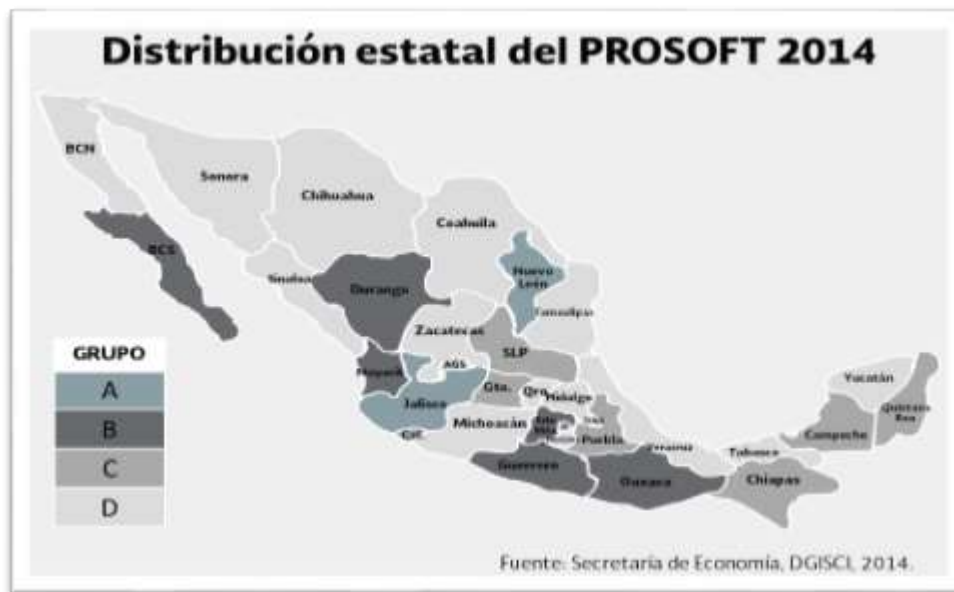 Distribución estatal del PROSOFT 2014
BCN
Sonora
Chihuahua
Coahuila
BCS
Sinaloa
Durango
Nuevo
León
Tamaulipas
Zacatecas
SLP
AGS
Nayarit
Jalisco
Gto.
Qro.
Hidalgo
Michoacán
Col.
Puebla
Veracruz
Guerrero
Oaxaca
Tabasco
Chiapas
Campeche
Yucatán
Quintana
Roo
GRUPO
A
B
C
D
Fuente: Secretaría de Economía, DGISCI, 2014.